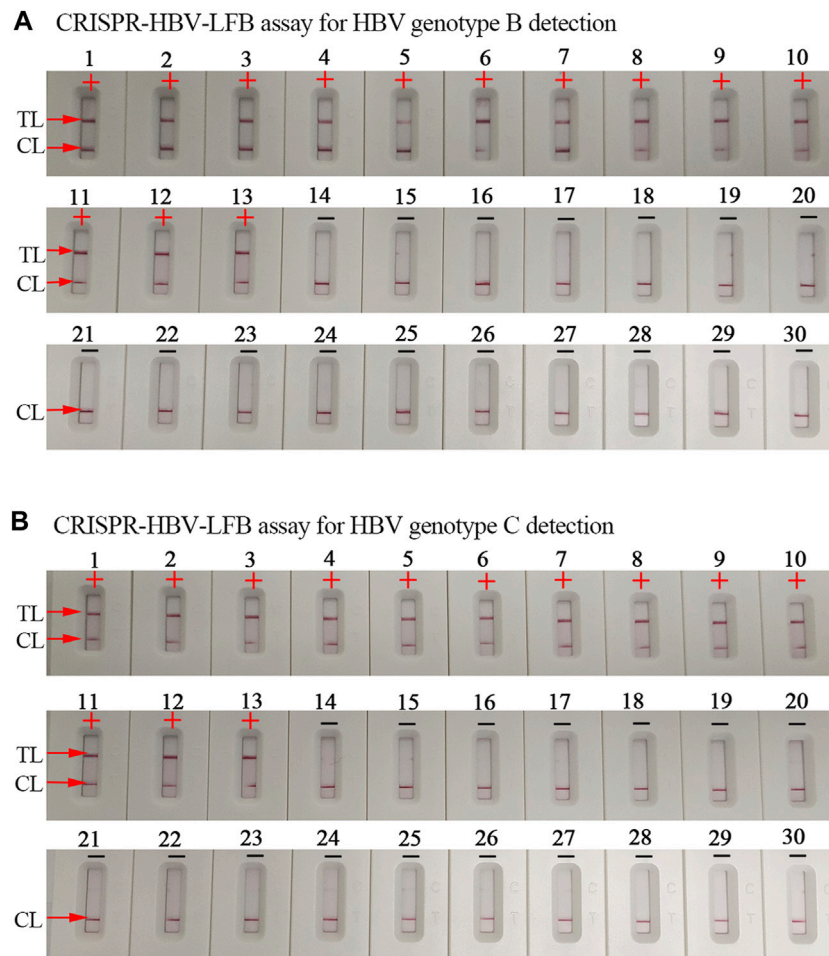 A CRISPR-HBV-LFB assay for HBV genotype B detection
1 2 3 4 5 6 7 8 9 10
+ + + + + + + + + +
TL
CL
11 12 13 14 15 16 17 18 19 20
+ + + − − − − − − −
TL
CL
21 22 23 24 25 26 27 28 29 30
− − − − − − − − − −
CL
B CRISPR-HBV-LFB assay for HBV genotype C detection
1 2 3 4 5 6 7 8 9 10
+ + + + + + + + + +
TL
CL
11 12 13 14 15 16 17 18 19 20
+ + + − − − − − − −
TL
CL
21 22 23 24 25 26 27 28 29 30
− − − − − − − − − −
CL